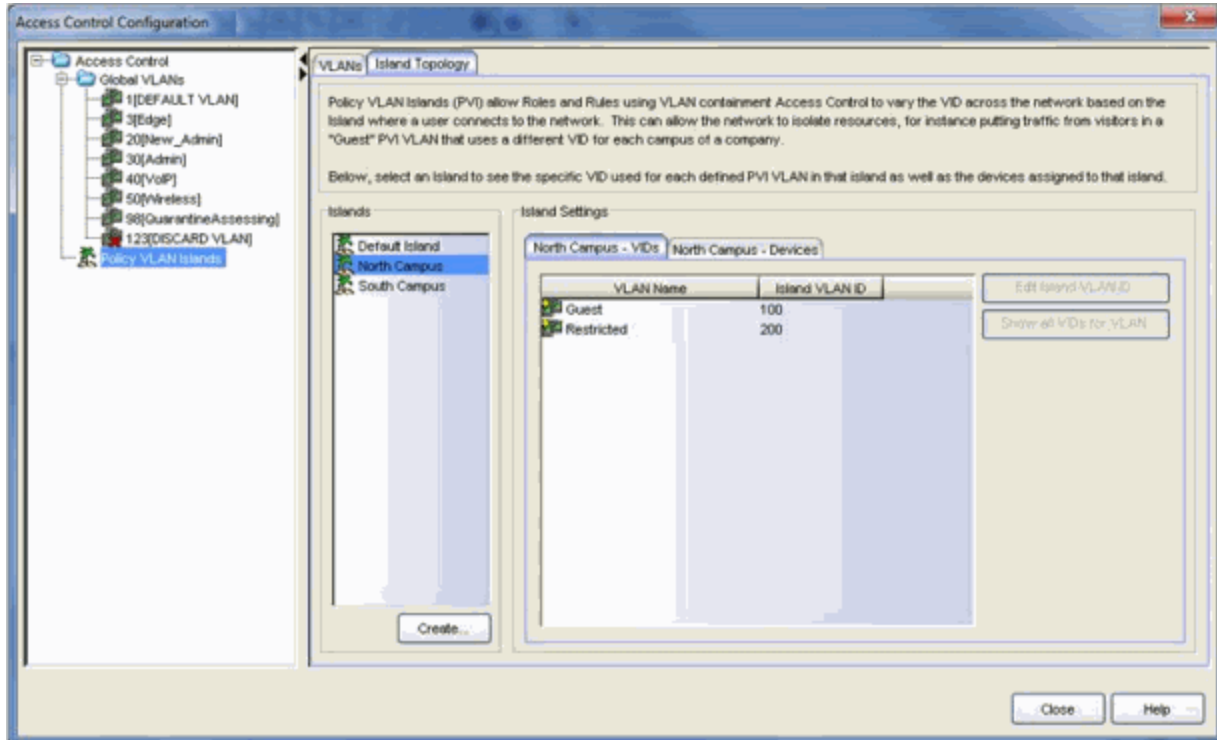 Access Control Configuration
Access Control
Global VLANs
1[DEFAULT VLAN]
3[Edge]
20[New_Admin]
30[Admin]
40[VoIP]
50[Wireless]
98[QuarantineAssessing]
123[DISCARD VLAN]
Policy VLAN Islands
VLANs
Island Topology
Policy VLAN Islands (PVI) allow Roles and Rules using VLAN containment Access Control to vary the VID across the network based on the
Island where a user connects to the network. This can allow the network to isolate resources, for instance putting traffic from visitors in a
"Guest" PVI VLAN that uses a different VID for each campus of a company.
Below, select an Island to see the specific VID used for each defined PVI VLAN in that island as well as the devices assigned to that island.
Islands
Default Island
North Campus
South Campus
Create...
Island Settings
North Campus - VIDs
North Campus - Devices
VLAN Name
Island VLAN ID
Guest
100
Restricted
200
Edit Island VLAN ID
Show all VIDs for VLAN
Close
Help